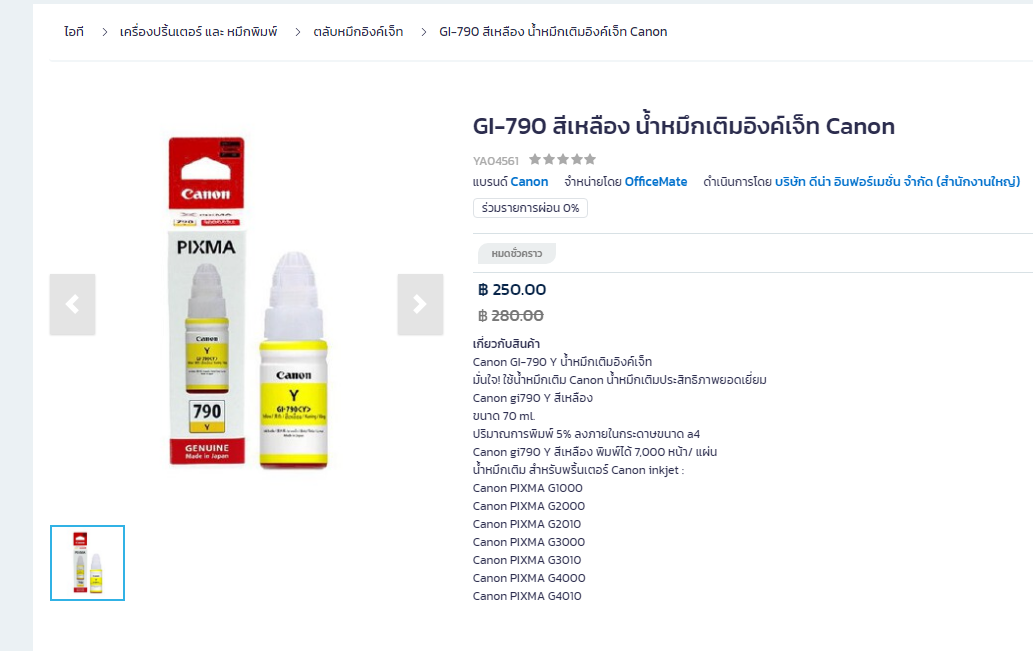 ไอที > เครื่องปริ้นเตอร์ และ หมึกพิมพ์ > ตลับหมึกอิงค์เจ็ท > GI-790 สีเหลือง น้ำหมึกเติมอิงค์เจ็ท Canon
GI-790 สีเหลือง น้ำหมึกเติมอิงค์เจ็ท Canon
YA04561
แบรนด์ Canon จำหน่ายโดย OfficeMate ดำเนินการโดย บริษัท ดีน่า อินฟอร์เมชั่น จำกัด (สำนักงานใหญ่)
ร่วมรายการผ่อน 0%
หมดชั่วคราว
฿ 250.00
฿ 280.00
เกี่ยวกับสินค้า
Canon GI-790 Y น้ำหมึกเติมอิงค์เจ็ท
มั่นใจ! ใช้น้ำหมึกเติม Canon น้ำหมึกเติมประสิทธิภาพยอดเยี่ยม
Canon gi790 Y สีเหลือง
ขนาด 70 ml.
ปริมาณการพิมพ์ 5% ลงภายในกระดาษขนาด a4
Canon gi790 Y สีเหลือง พิมพ์ได้ 7,000 หน้า/ แผ่น
น้ำหมึกเติม สำหรับพริ้นเตอร์ Canon inkjet :
Canon PIXMA G1000
Canon PIXMA G2000
Canon PIXMA G2010
Canon PIXMA G3000
Canon PIXMA G3010
Canon PIXMA G4000
Canon PIXMA G4010
Canon
790
PIXMA
Canon
Y
790
Y
GENUINE
Made in Japan
Canon
Y
GI-790<Y>